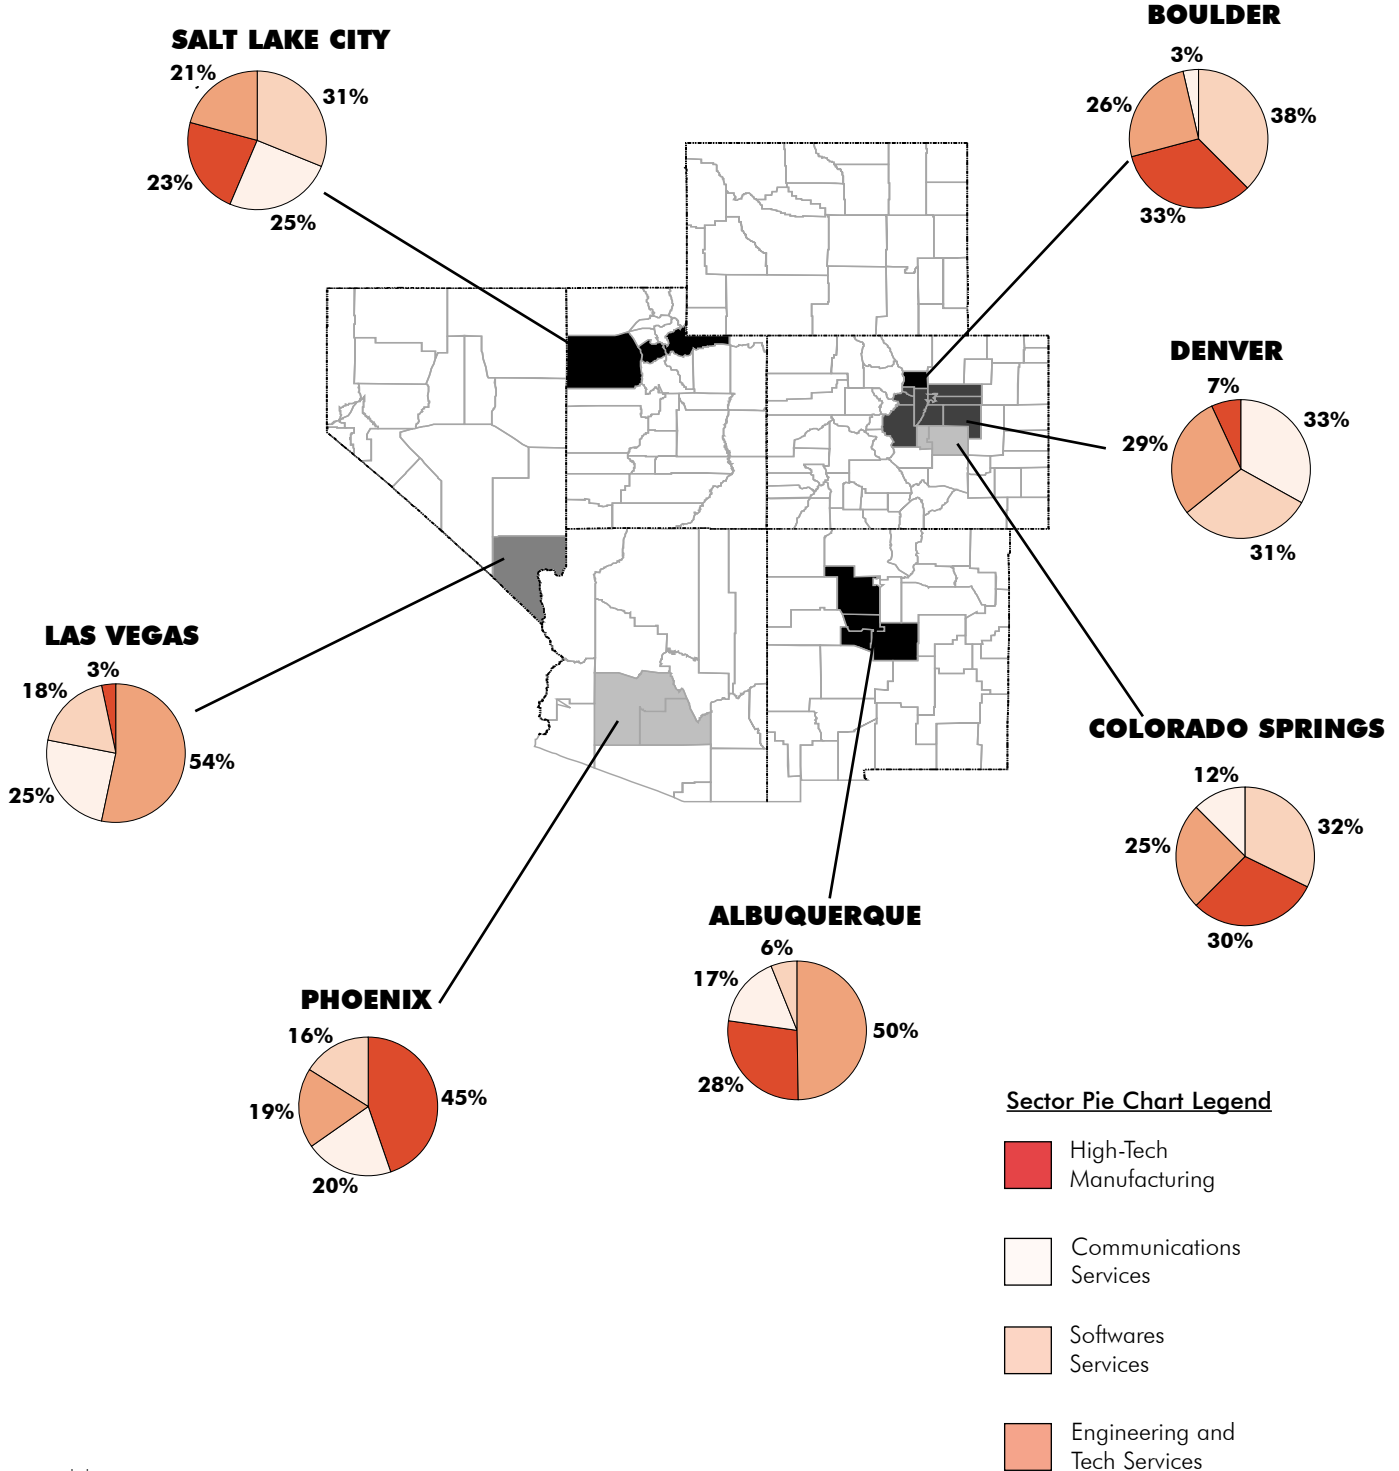 SALT LAKE CITY
21%
31%
23%
25%
BOULDER
3%
26%
38%
33%
DENVER
7%
33%
29%
31%
LAS VEGAS
3%
18%
54%
25%
COLORADO SPRINGS
12%
32%
25%
30%
ALBUQUERQUE
6%
17%
50%
28%
PHOENIX
16%
45%
19%
20%
Sector Pie Chart Legend
High-Tech
Manufacturing
Communications
Services
Softwares
Services
Engineering and
Tech Services